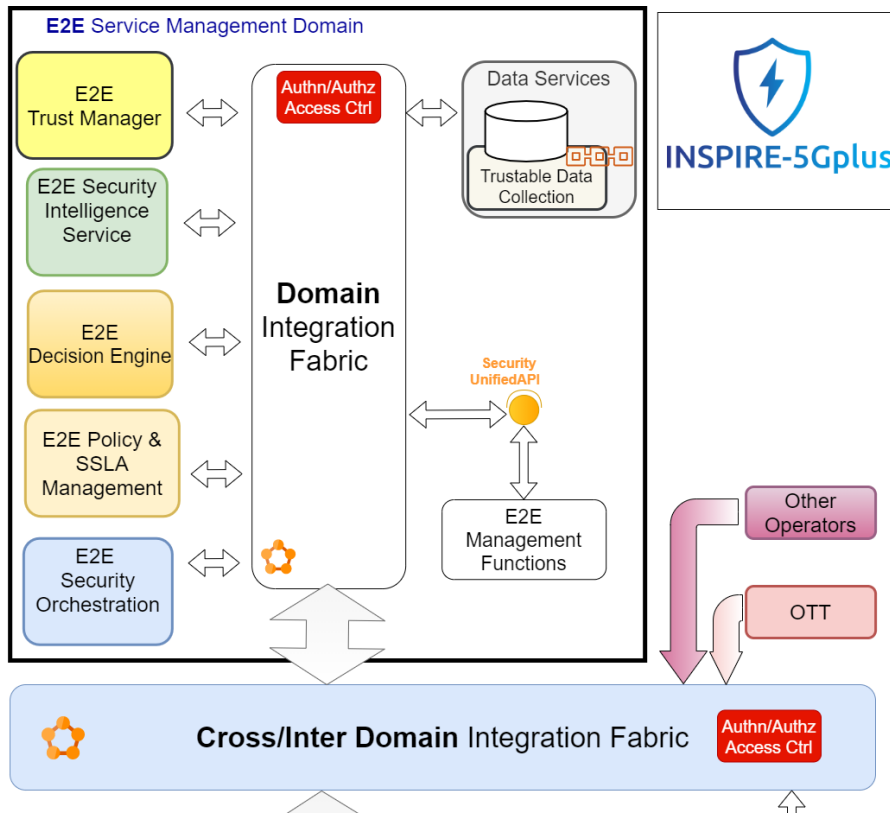 E2E Service Management Domain
E2E
Trust Manager
E2E Security
Intelligence
Service
E2E
Decision Engine
E2E Policy &
SSLA
Management
E2E
Security
Orchestration
Authn/Authz
Access Ctrl
Domain
Integration
Fabric
Data Services
Trustable Data
Collection
Security
UnifiedAPI
E2E
Management
Functions
INSPIRE-5Gplus
Other
Operators
OTT
Cross/Inter Domain Integration Fabric
Authn/Authz
Access Ctrl